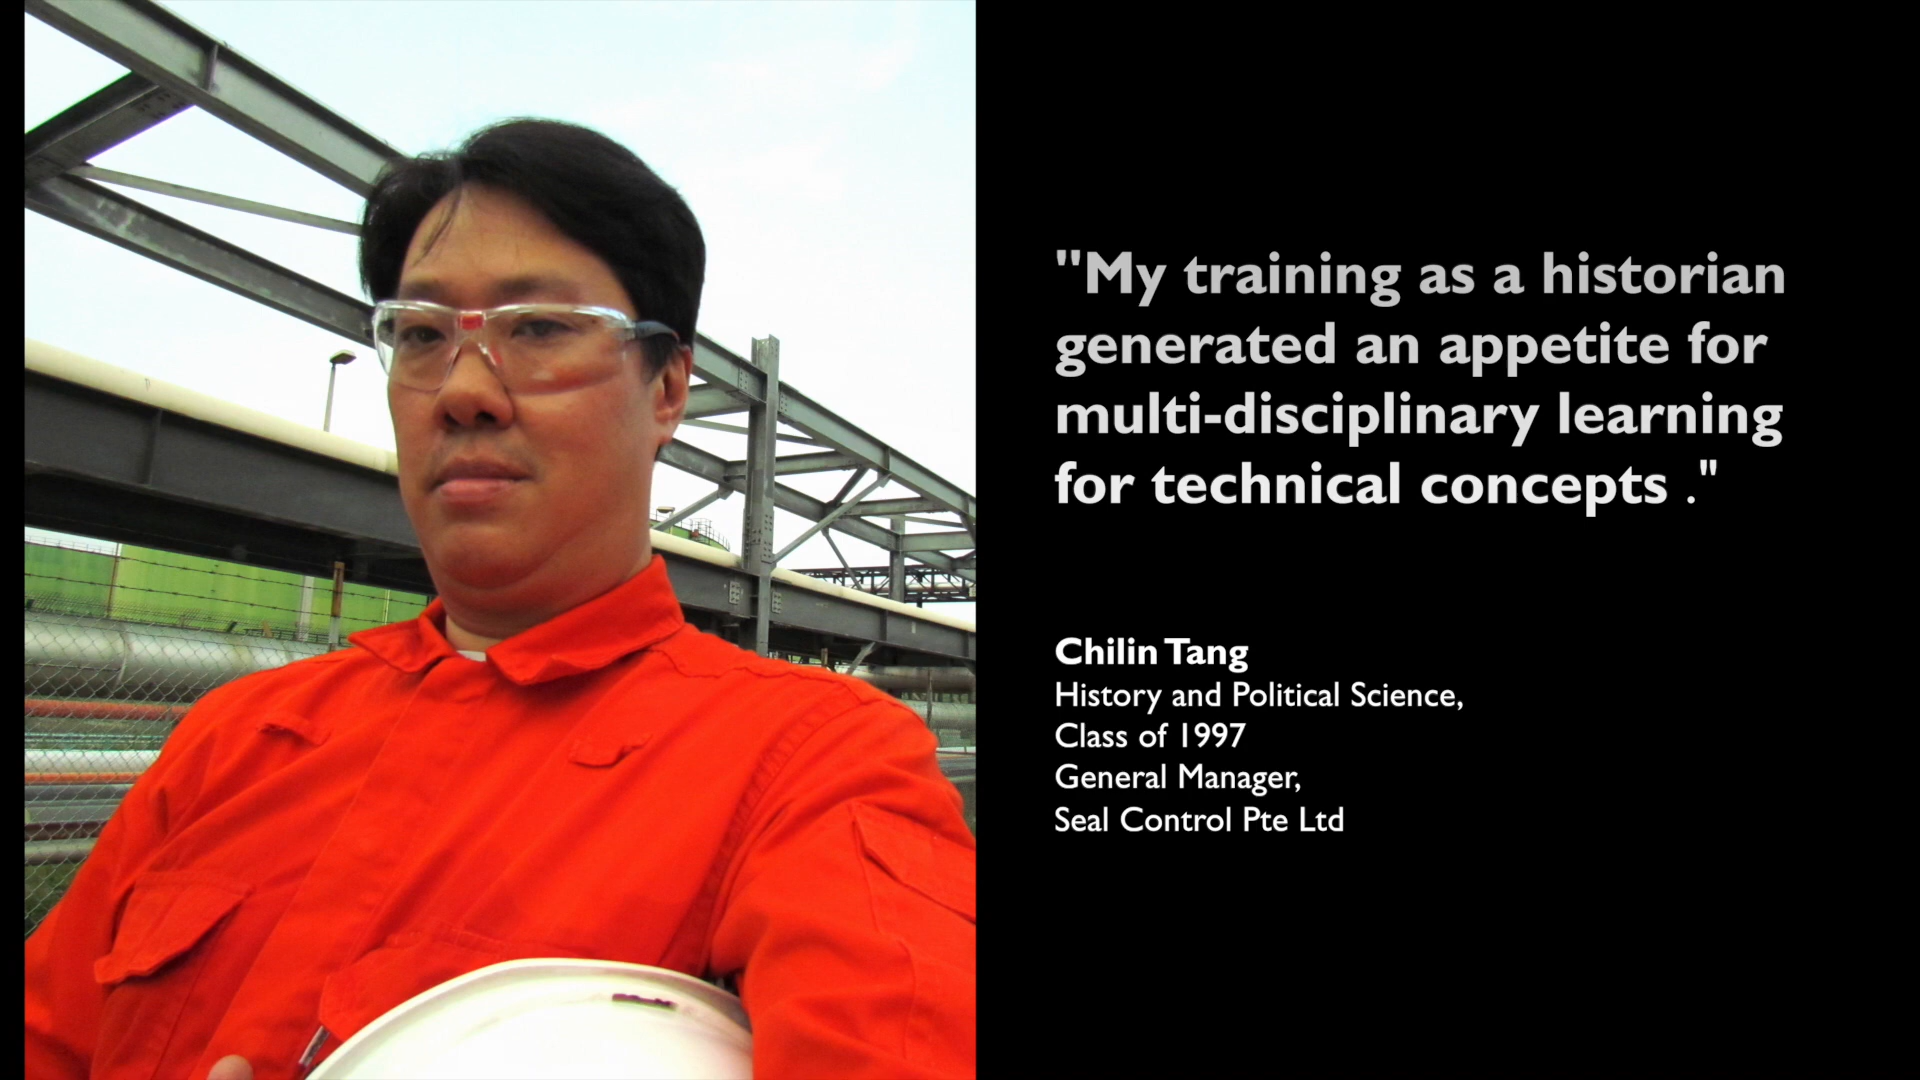 "My training as a historian
generated an appetite for
multi-disciplinary learning
for technical concepts ."
Chilin Tang
History and Political Science,
Class of 1997
General Manager,
Seal Control Pte Ltd